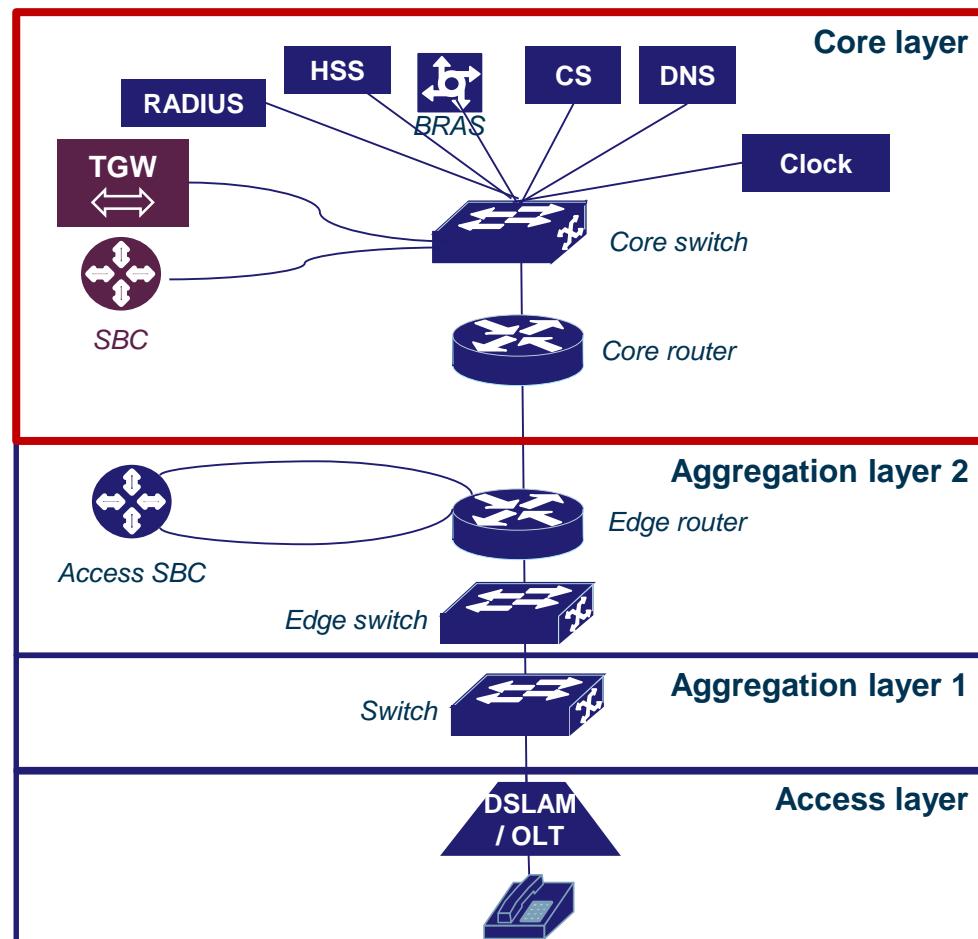 Core layer
HSS
CS
DNS
RADIUS
BRAS
TGW
Clock
Core switch
SBC
Core router
Aggregation layer 2
Edge router
Access SBC
Edge switch
Aggregation layer 1
Switch
Access layer
DSLAM
/ OLT